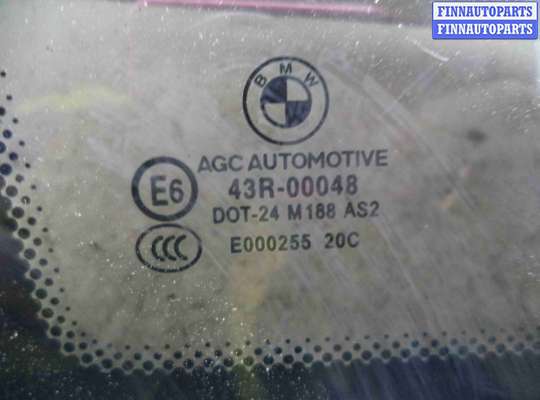 FINNAUTOPARTS
FINNAUTOPARTS
BMW
AGC AUTOMOTIVE
E6
43R-00048
DOT-24 M188 AS2
CCC
E000255 20C